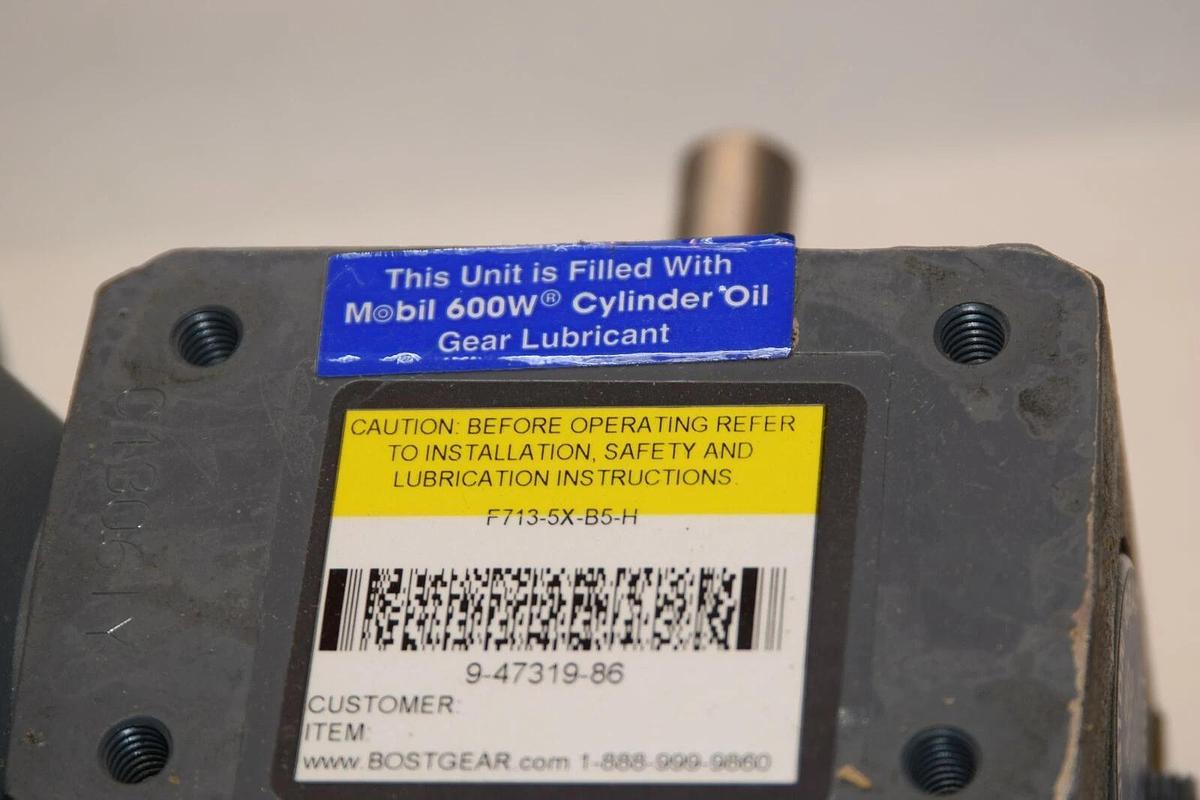 This Unit is Filled With
Mobil 600W® Cylinder Oil
Gear Lubricant
CAUTION: BEFORE OPERATING REFER
TO INSTALLATION, SAFETY AND
LUBRICATION INSTRUCTIONS.
F713-5X-B5-H
9-47319-86
CUSTOMER:
ITEM:
www.BOSTGEAR.com 1-888-999-9860